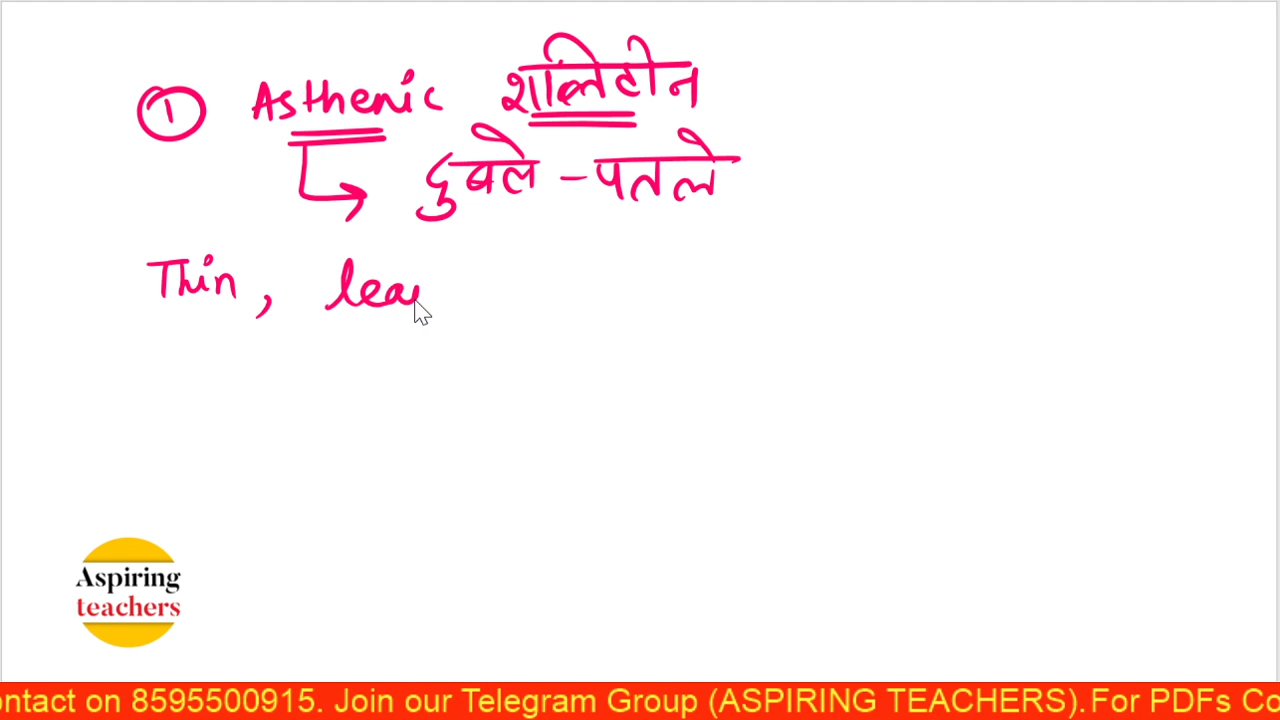 ① Asthenic शक्तिहीन
दुबले - पतले
Thin, lea
Aspiring
teachers
ontact on 8595500915. Join our Telegram Group (ASPIRING TEACHERS).For PDFs Co